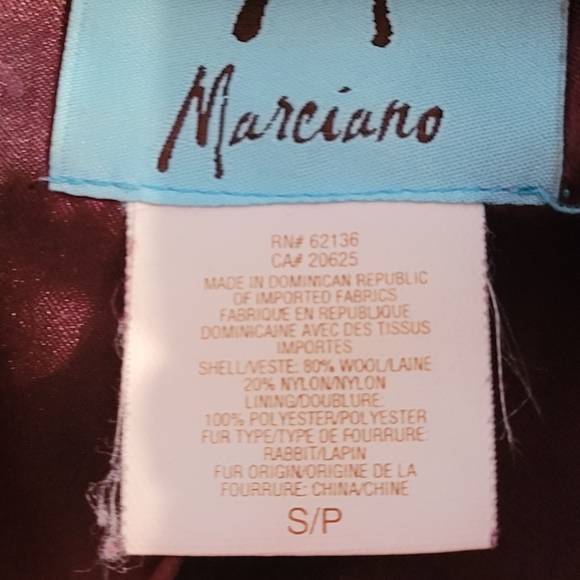 Marciano
RN# 62136
CA# 20625
MADE IN DOMINICAN REPUBLIC
OF IMPORTED FABRICS
FABRIQUE EN REPUBLIQUE
DOMINICAINE AVEC DES TISSUS
IMPORTES
SHELL/VESTE: 80% WOOL/LAINE
20% NYLON/NYLON
LINING/DOUBLURE:
100% POLYESTER/POLYESTER
FUR TYPE/TYPE DE FOURRURE:
RABBIT/LAPIN
FUR ORIGIN/ORIGINE DE LA
FOURRURE: CHINA/CHINE
S/P